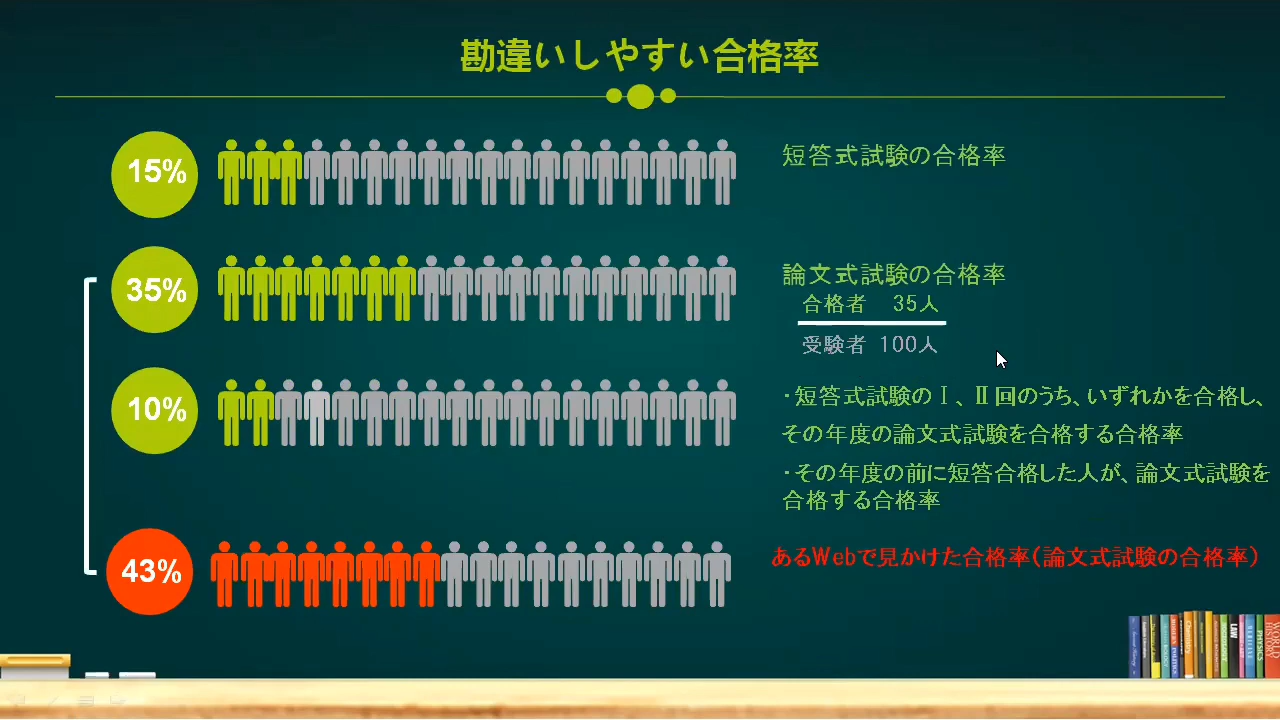 勘違いしやすい合格率
15%
短答式試験の合格率
35%
論文式試験の合格率
合格者 35人
受験者 100人
10%
・短答式試験のⅠ、Ⅱ回のうち、いずれかを合格し、
その年度の論文式試験を合格する合格率
・その年度の前に短答合格した人が、論文式試験を
合格する合格率
43%
あるWebで見かけた合格率(論文式試験の合格率)
Chemistry
LAW
PHYSICS
WORLD HISTORY